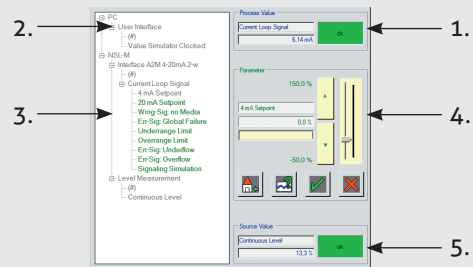 PC
User Interface
(#)
Value Simulator Clocked
NSL-M
Interface A2M 4-20mA 2-w
(#)
Current Loop Signal
4 mA Setpoint
20 mA Setpoint
Wrng-Sig: no Media
Err-Sig: Global Failure
Underrange Limit
Overrange Limit
Err-Sig: Underflow
Err-Sig: Overflow
Signaling Simulation
Level Measurement
(#)
Continuous Level
2.
3.
Process Value
Current Loop Signal
6,14 mA
ok
Parameter
150,0 %
4 mA Setpoint
0,0 %
-50,0 %
Source Value
Continuous Level
13,3 %
ok
1.
4.
5.